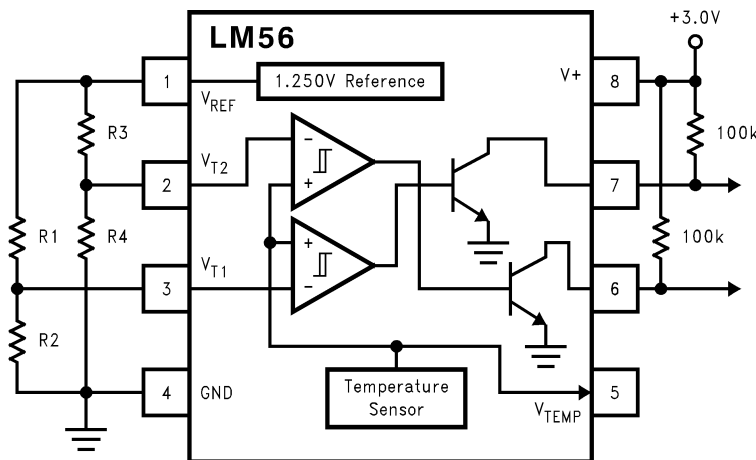 LM56
+3.0V
1
V_REF
1.250V Reference
V+
8
R3
100k
2
V_T2
−
+
7
R1
R4
100k
3
V_T1
+
−
6
R2
4
GND
Temperature
Sensor
5
V_TEMP